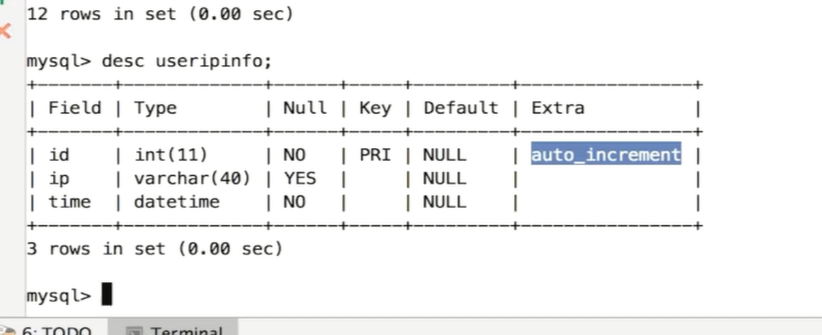 12 rows in set (0.00 sec)
mysql> desc useripinfo;
+-------+-------------+------+-----+---------+----------------+
| Field | Type        | Null | Key | Default | Extra          |
+-------+-------------+------+-----+---------+----------------+
| id    | int(11)     | NO   | PRI | NULL    | auto_increment |
| ip    | varchar(40) | YES  |     | NULL    |                |
| time  | datetime    | NO   |     | NULL    |                |
+-------+-------------+------+-----+---------+----------------+
3 rows in set (0.00 sec)
mysql>
6: TODO Terminal